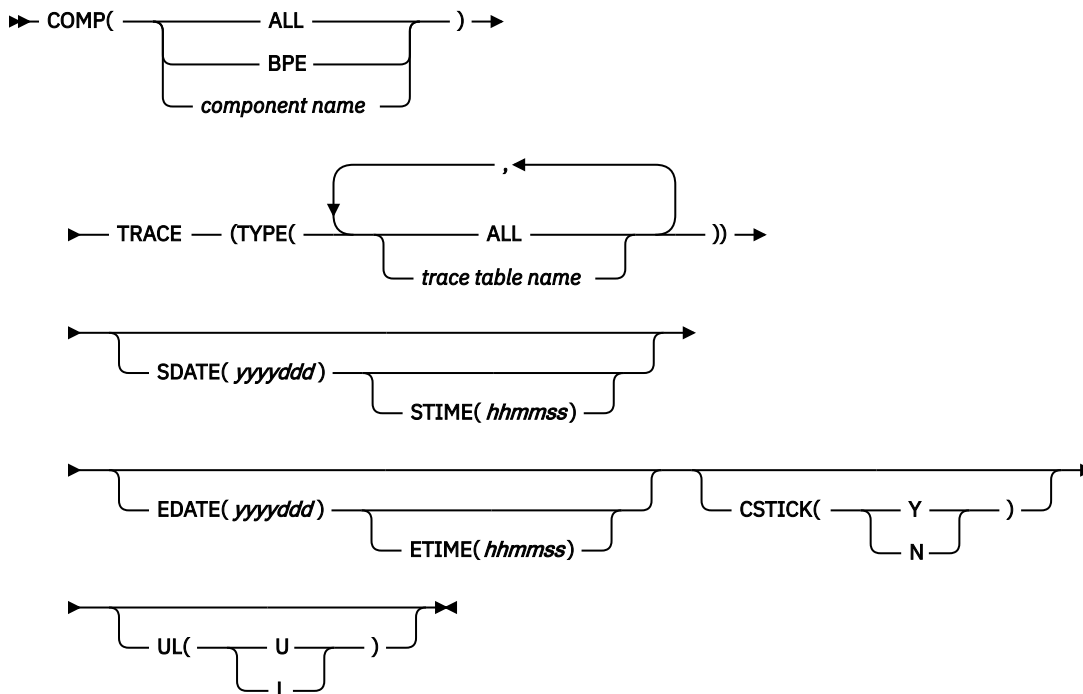 COMP( ALL )
BPE
component name
,
TRACE (TYPE( ALL ))
trace table name
SDATE( yyyyddd)
STIME( hhmmss)
EDATE( yyyyddd) CSTICK( Y )
ETIME( hhmmss) N
UL( U )